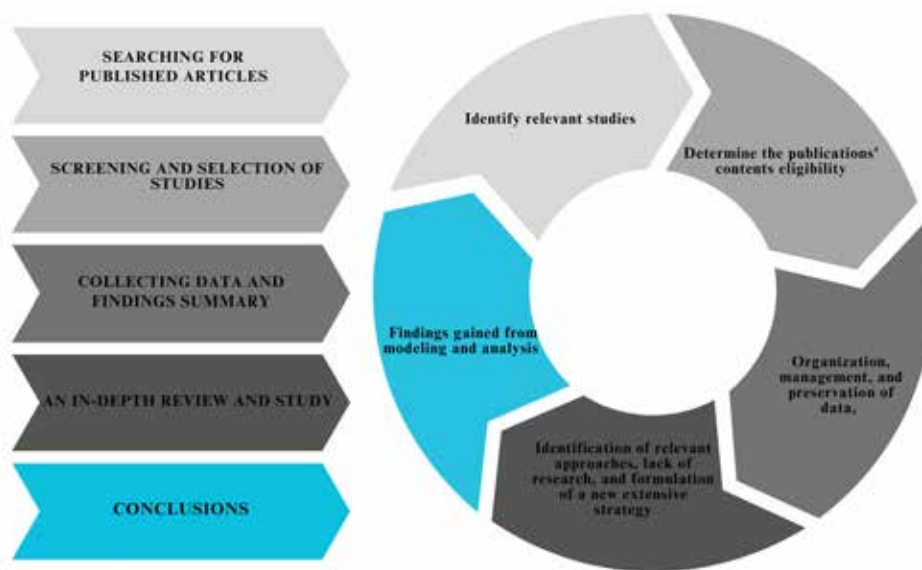 SEARCHING FOR
PUBLISHED ARTICLES
SCREENING AND SELECTION OF
STUDIES
COLLECTING DATA AND
FINDINGS SUMMARY
AN IN-DEPTH REVIEW AND STUDY
CONCLUSIONS
Identify relevant studies
Determine the publications'
contents eligibility
Organization,
management, and
preservation of
data,
Identification of relevant
approaches, lack of
research, and formulation
of a new extensive
strategy
Findings gained from
modeling and analysis